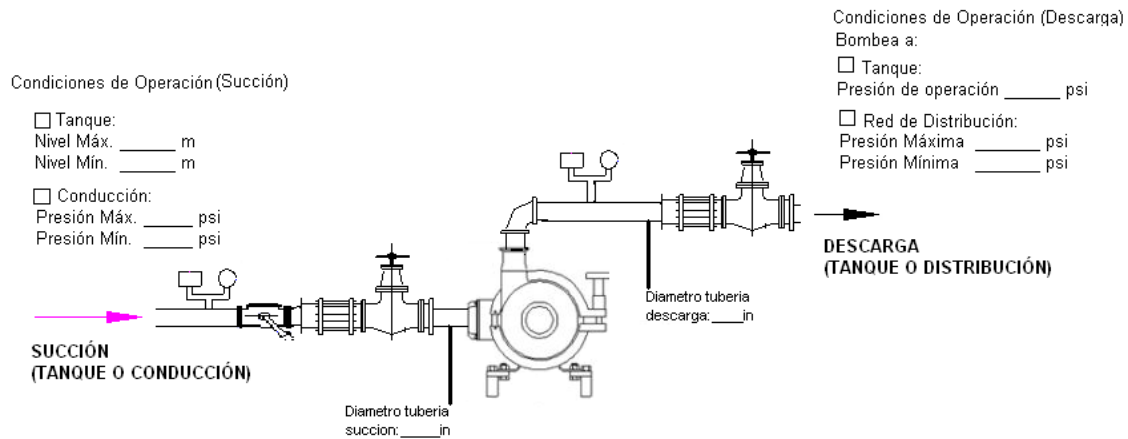 Condiciones de Operación (Succión)
Tanque:
Nivel Máx. ______ m
Nivel Mín. ______ m
Conducción:
Presión Máx. _____ psi
Presión Mín. _____ psi
SUCCIÓN
(TANQUE O CONDUCCIÓN)
Diametro tuberia
succion:_____in
Diametro tuberia
descarga:____in
Condiciones de Operación (Descarga)
Bombea a:
Tanque:
Presión de operación ______ psi
Red de Distribución:
Presión Máxima ______ psi
Presión Mínima ______ psi
DESCARGA
(TANQUE O DISTRIBUCIÓN)